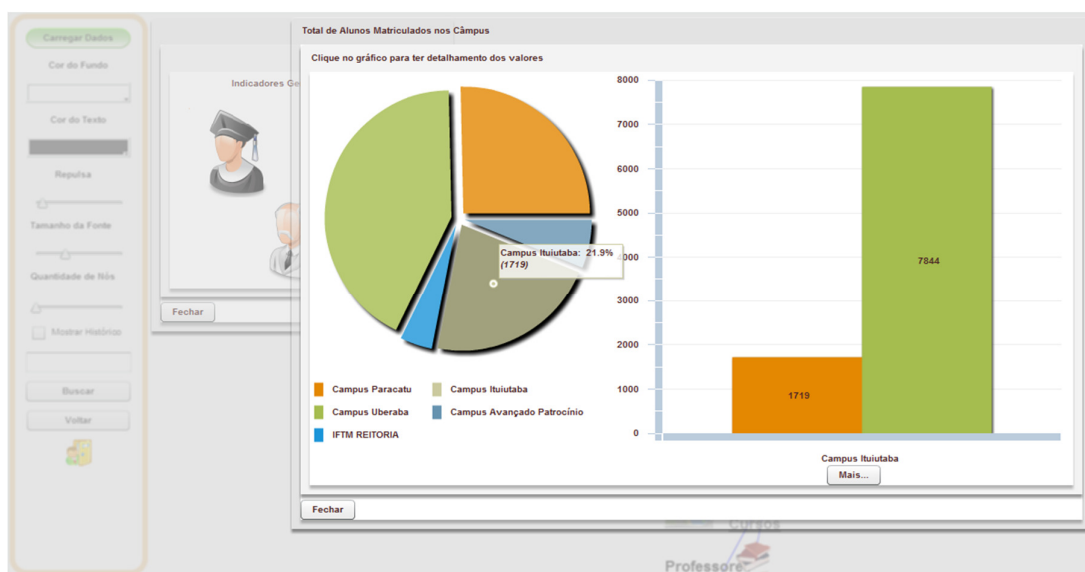 Carregar Dados
Cor do Fundo
Cor do Texto
Repulsa
Tamanho da Fonte
Quantidade de Nós
Mostrar Histórico
Buscar
Voltar
Indicadores Ge
Fechar
Total de Alunos Matriculados nos Câmpus
Clique no gráfico para ter detalhamento dos valores
Campus Ituiutaba: 21.9%
(1719)
Campus Paracatu
Campus Ituiutaba
Campus Uberaba
Campus Avançado Patrocínio
IFTM REITORIA
8000
7000
6000
5000
4000
3000
2000
1000
0
7844
1719
Campus Ituiutaba
Mais...
Fechar
Cursos
Professore